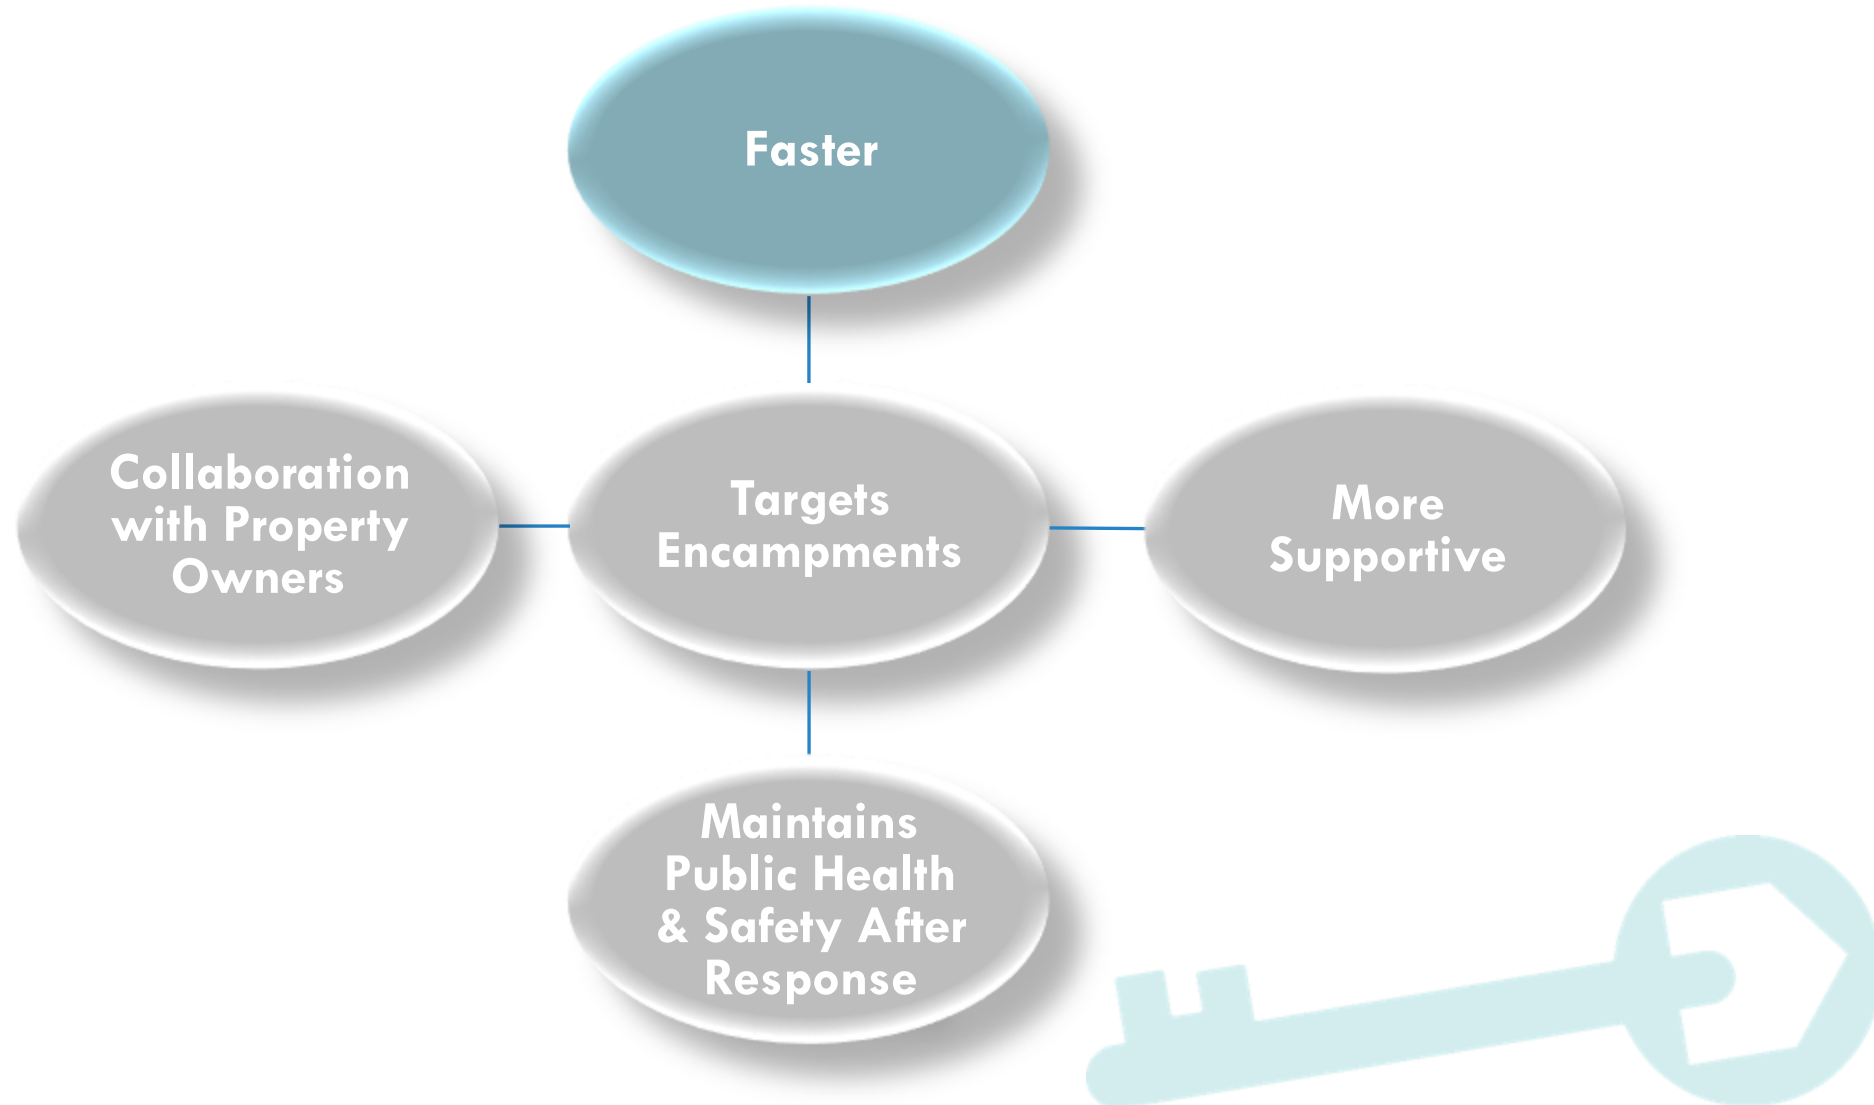 Faster
Collaboration
with Property
Owners
Targets
Encampments
More
Supportive
Maintains
Public Health
& Safety After
Response